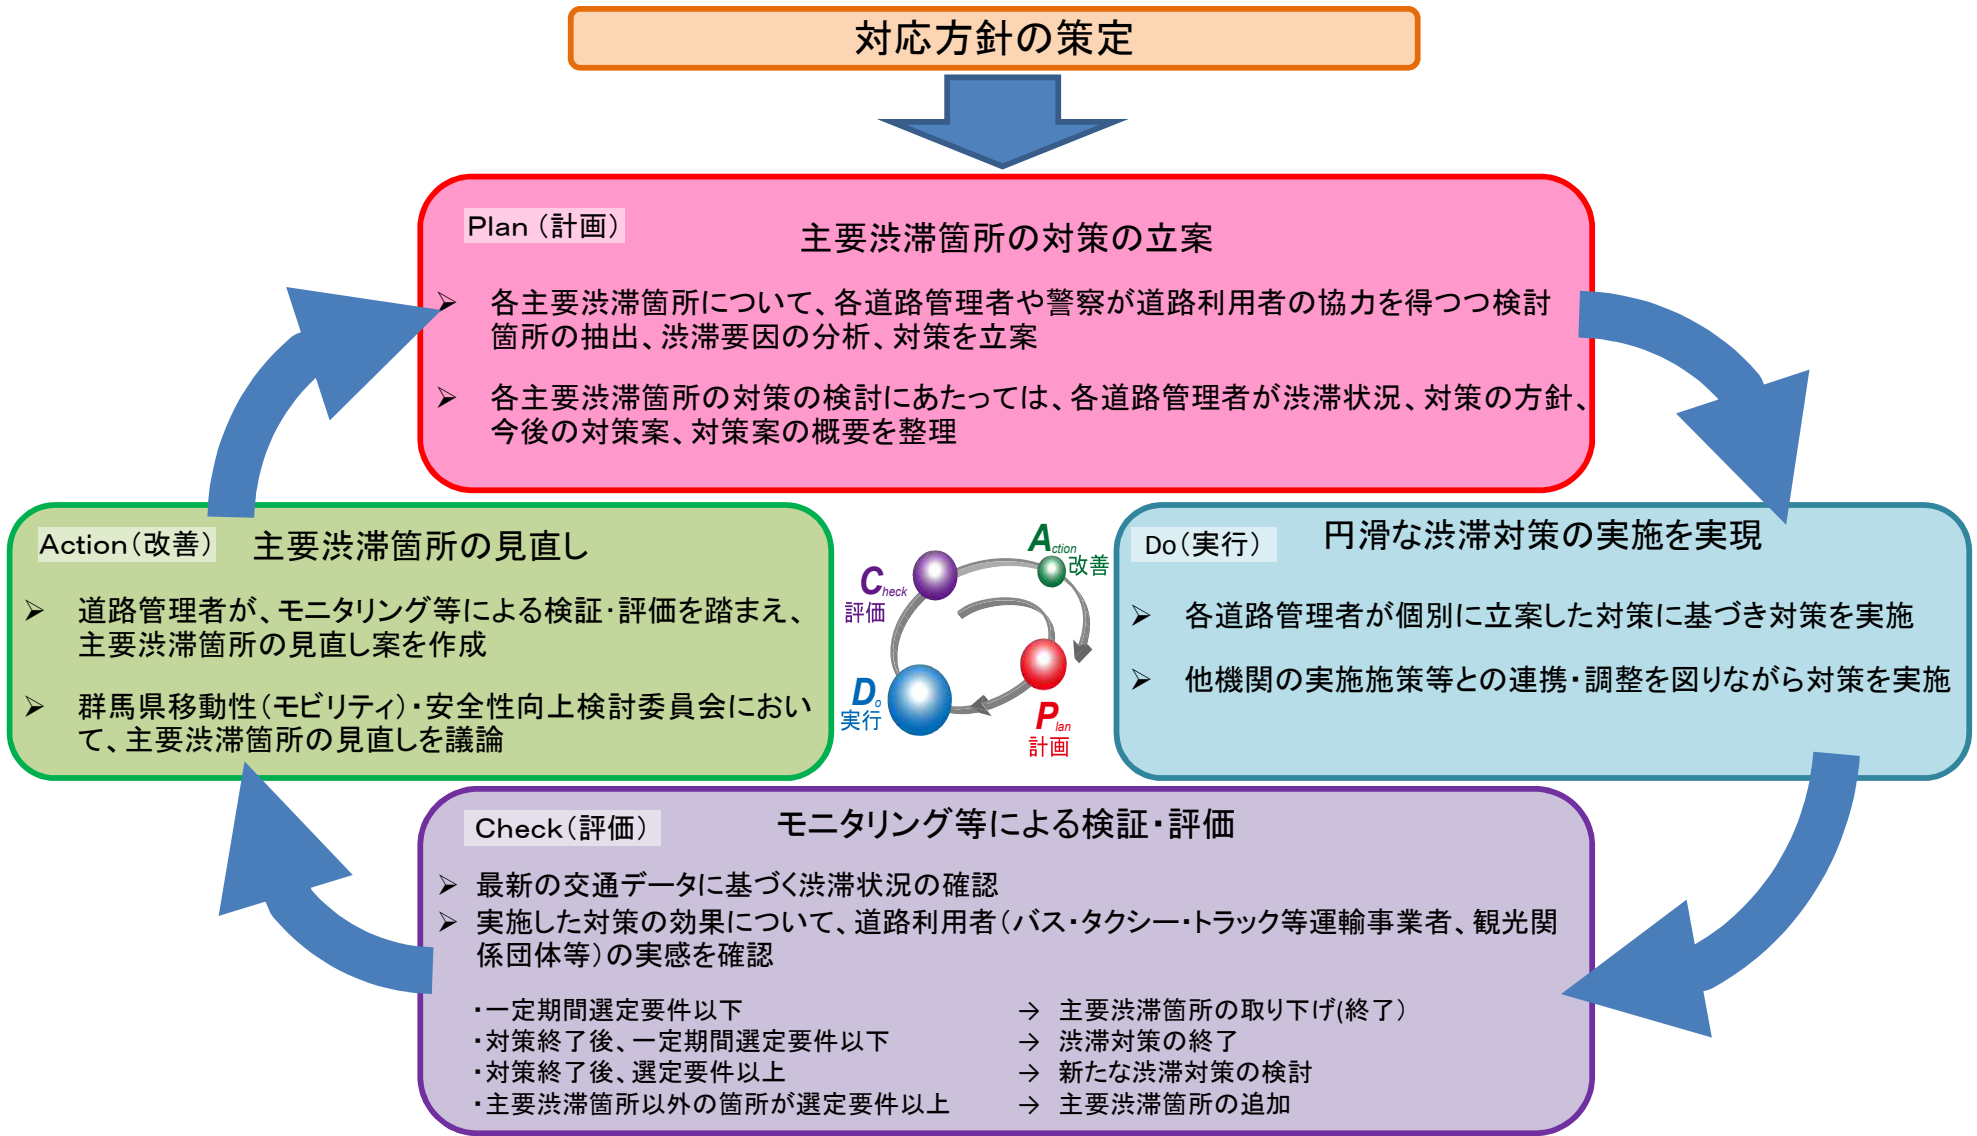 対応方針の策定
Plan（計画）
主要渋滞箇所の対策の立案
➢ 各主要渋滞箇所について、各道路管理者や警察が道路利用者の協力を得つつ検討
箇所の抽出、渋滞要因の分析、対策を立案
➢ 各主要渋滞箇所の対策の検討にあたっては、各道路管理者が渋滞状況、対策の方針、
今後の対策案、対策案の概要を整理
Action（改善）
主要渋滞箇所の見直し
➢ 道路管理者が、モニタリング等による検証・評価を踏まえ、
主要渋滞箇所の見直し案を作成
➢ 群馬県移動性（モビリティ）・安全性向上検討委員会におい
て、主要渋滞箇所の見直しを議論
Action
改善
Check
評価
Do
実行
Plan
計画
Do（実行）
円滑な渋滞対策の実施を実現
➢ 各道路管理者が個別に立案した対策に基づき対策を実施
➢ 他機関の実施施策等との連携・調整を図りながら対策を実施
Check（評価）
モニタリング等による検証・評価
➢ 最新の交通データに基づく渋滞状況の確認
➢ 実施した対策の効果について、道路利用者（バス・タクシー・トラック等運輸事業者、観光関
係団体等）の実感を確認
・一定期間選定要件以下 → 主要渋滞箇所の取り下げ(終了）
・対策終了後、一定期間選定要件以下 → 渋滞対策の終了
・対策終了後、選定要件以上 → 新たな渋滞対策の検討
・主要渋滞箇所以外の箇所が選定要件以上 → 主要渋滞箇所の追加